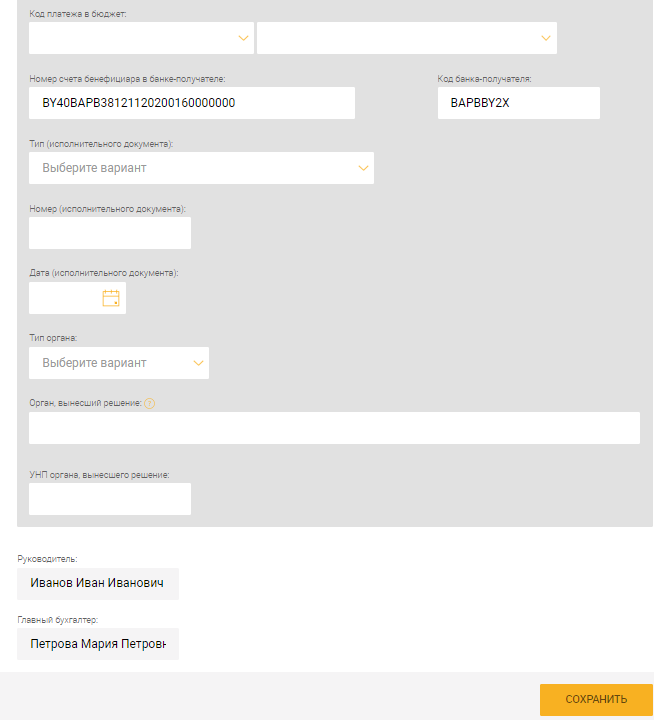 Код платежа в бюджет:
Номер счета бенефициара в банке-получателе: Код банка-получателя:
BY40BAPB38121120200160000000 BAPBBY2X
Тип (исполнительного документа):
Выберите вариант
Номер (исполнительного документа):
Дата (исполнительного документа):
Тип органа:
Выберите вариант
Орган, вынесший решение:
УНП органа, вынесшего решение:
Руководитель:
Иванов Иван Иванович
Главный бухгалтер:
Петрова Мария Петровн
СОХРАНИТЬ